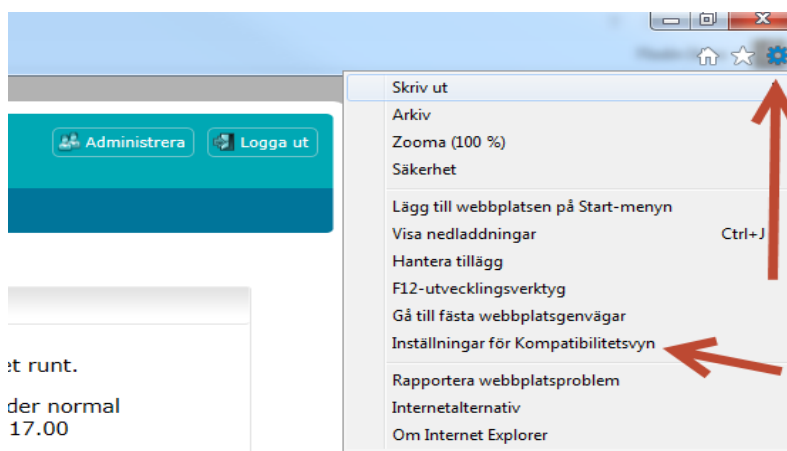 Administrera
Logga ut
Skriv ut
Arkiv
Zooma (100 %)
Säkerhet
Lägg till webbplatsen på Start-menyn
Visa nedladdningar Ctrl+J
Hantera tillägg
F12-utvecklingsverktyg
Gå till fästa webbplatsgenvägar
Inställningar för Kompatibilitetsvyn
Rapportera webbplatsproblem
Internetalternativ
Om Internet Explorer
et runt.
der normal
17.00